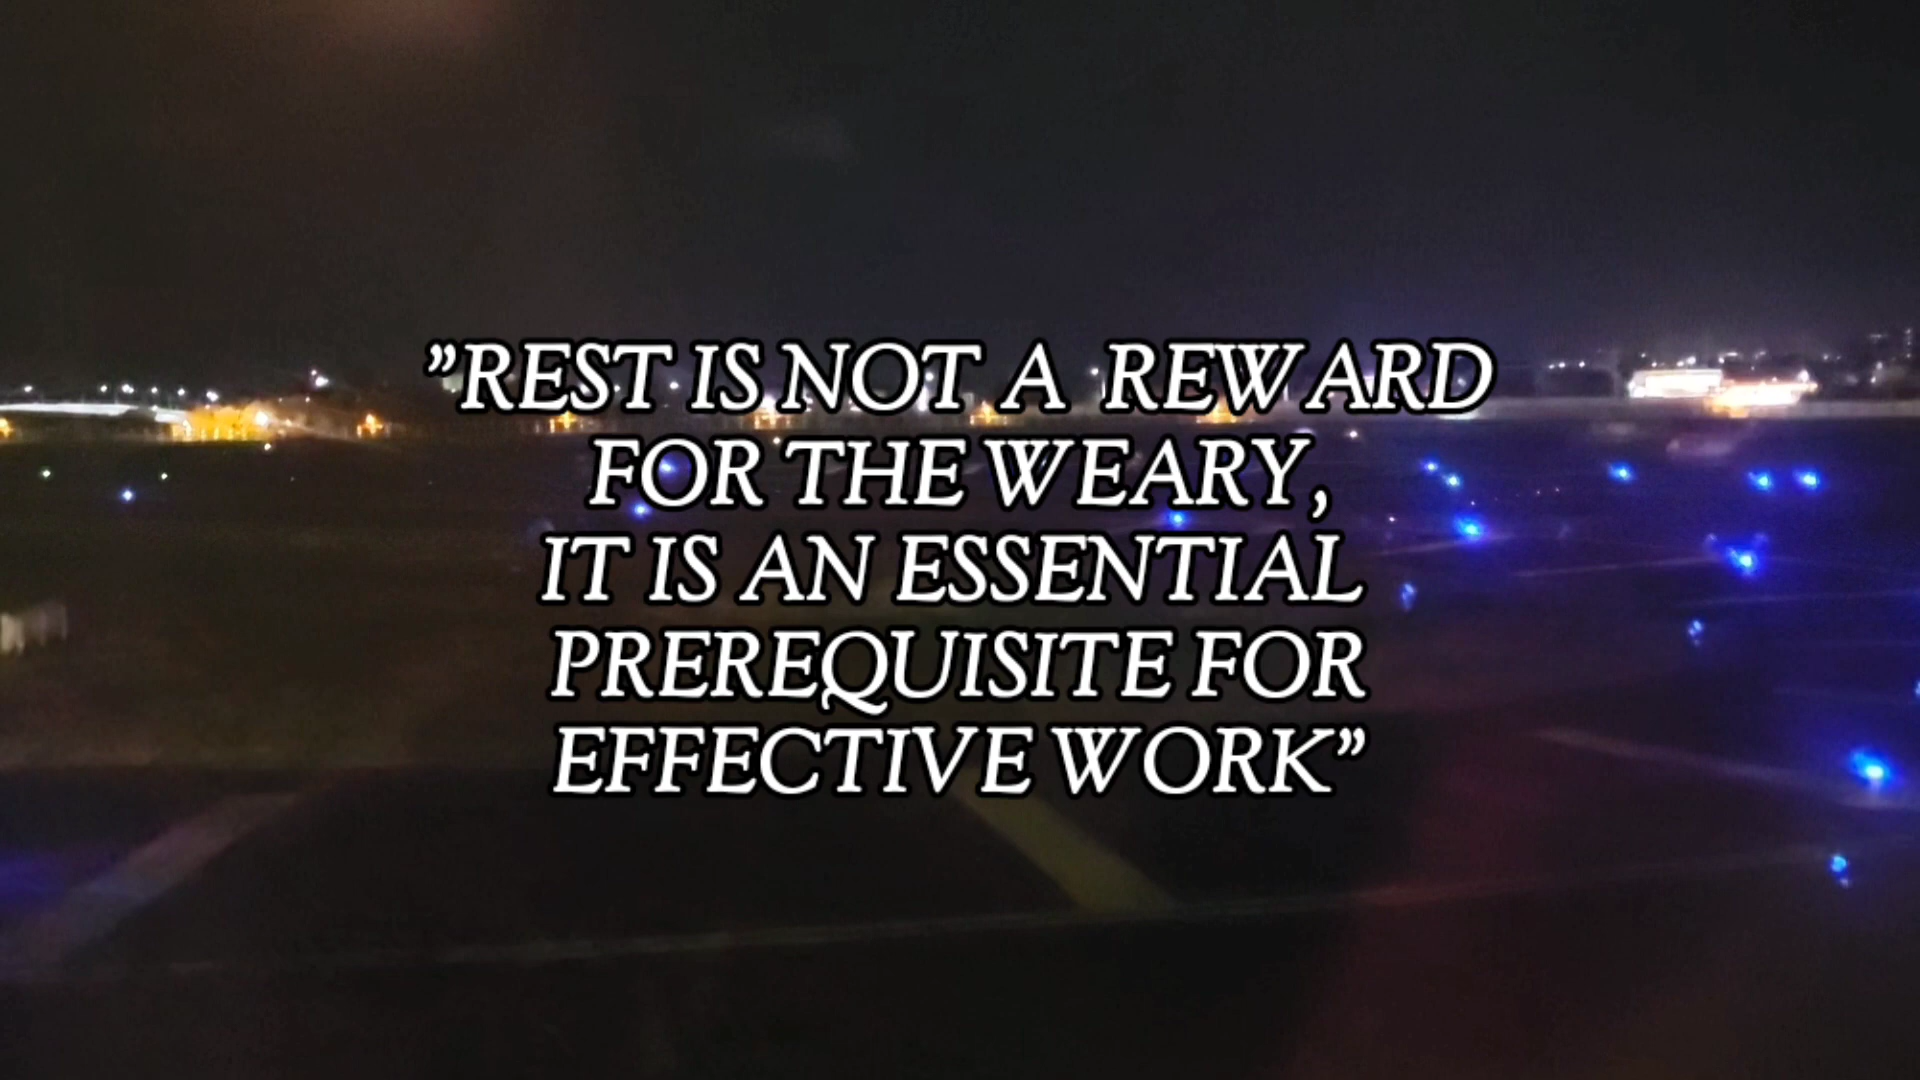 ”REST IS NOT A REWARD
FOR THE WEARY,
IT IS AN ESSENTIAL
PREREQUISITE FOR
EFFECTIVE WORK”